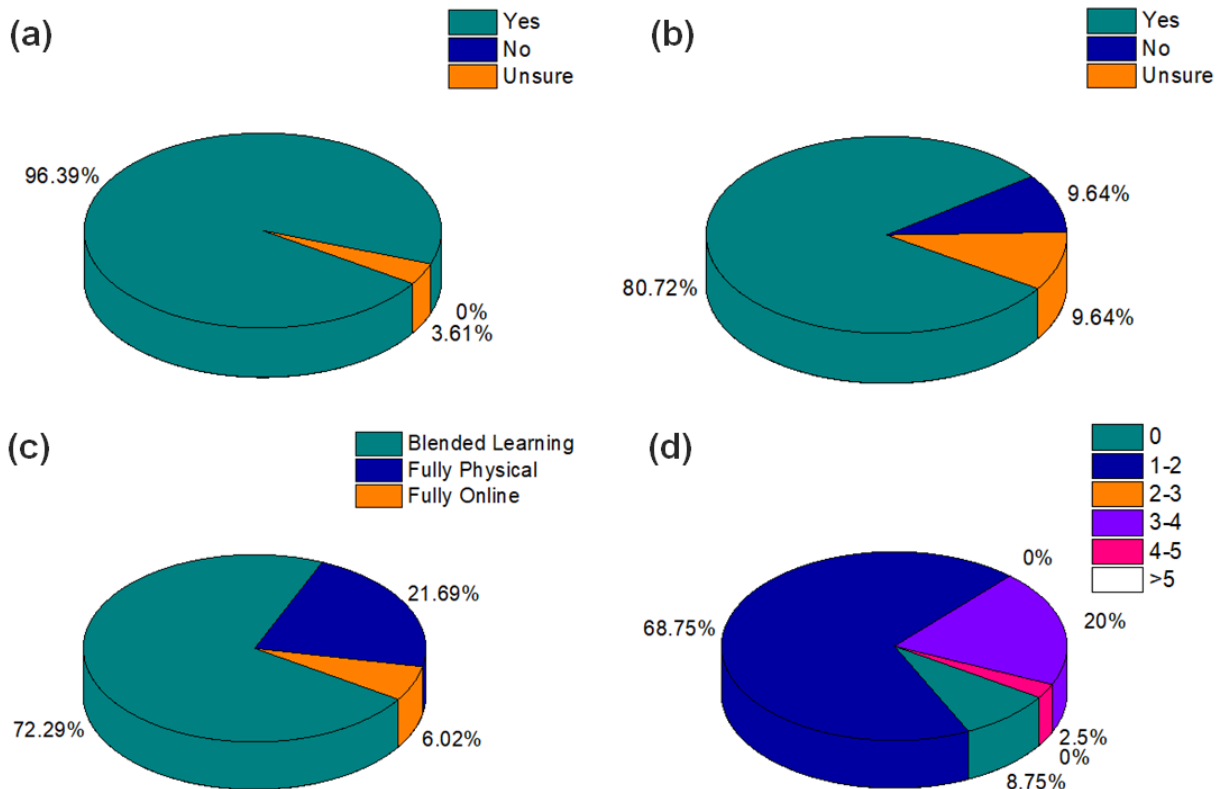 (a)
Yes
No
Unsure
96.39%
0%
3.61%
(b)
Yes
No
Unsure
9.64%
80.72%
9.64%
(c)
Blended Learning
Fully Physical
Fully Online
21.69%
72.29%
6.02%
(d)
0
1-2
2-3
3-4
4-5
>5
0%
20%
68.75%
2.5%
0%
8.75%